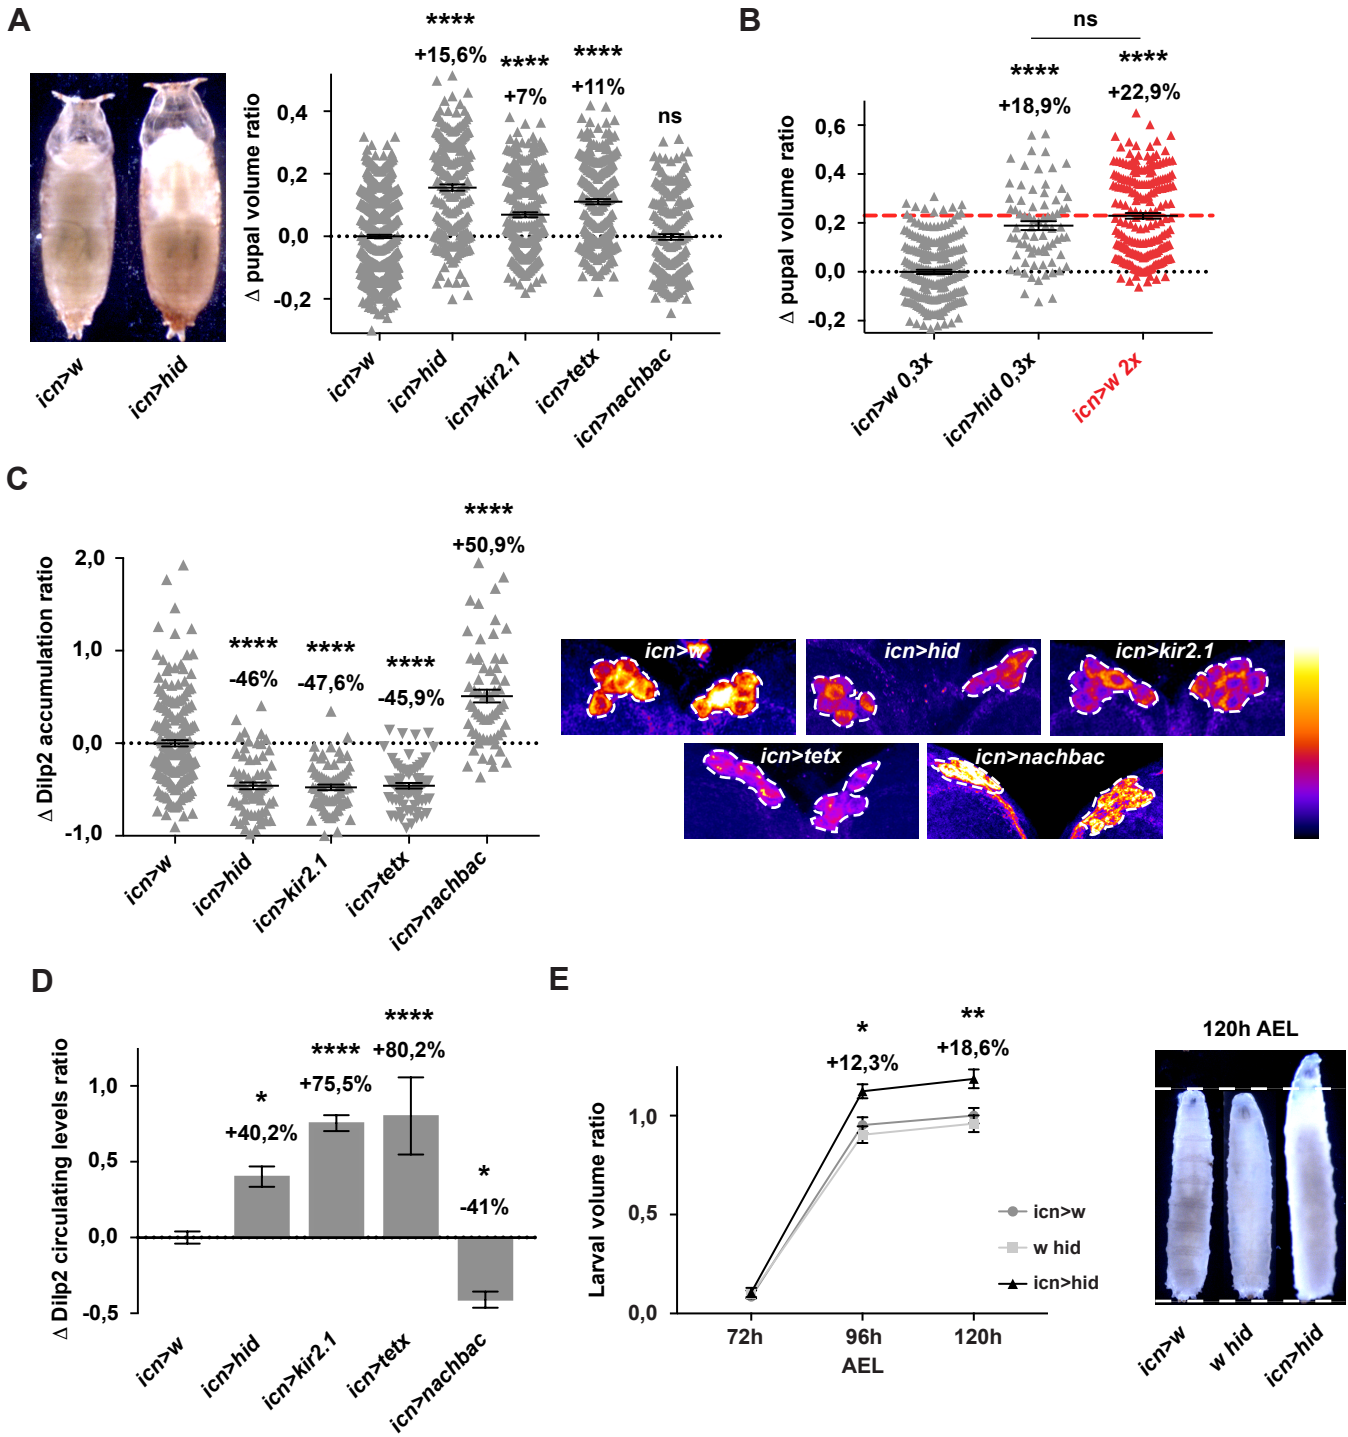 A
Δ pupal volume ratio
0,4
0,2
0,0
-0,2
****
+15,6%
****
+7%
****
+11%
ns
icn>w
icn>hid
icn>w
icn>hid
icn>kir2.1
icn>tetx
icn>nachbac
B
ns
Δ pupal volume ratio
0,6
0,4
0,2
0,0
-0,2
****
+18,9%
****
+22,9%
icn>w 0,3x
icn>hid 0,3x
icn>w 2x
C
Δ Dilp2 accumulation ratio
2,0
1,0
0,0
-1,0
****
-46%
****
-47,6%
****
-45,9%
****
+50,9%
icn>w
icn>hid
icn>kir2.1
icn>tetx
icn>nachbac
icn>w
icn>hid
icn>kir2.1
icn>tetx
icn>nachbac
D
Δ Dilp2 circulating levels ratio
1,0
0,5
0,0
-0,5
*
+40,2%
****
+75,5%
****
+80,2%
*
-41%
icn>w
icn>hid
icn>kir2.1
icn>tetx
icn>nachbac
E
Larval volume ratio
1,0
0,5
0,0
*
+12,3%
**
+18,6%
icn>w
w hid
icn>hid
72h
96h
120h
AEL
120h AEL
icn>w
w hid
icn>hid